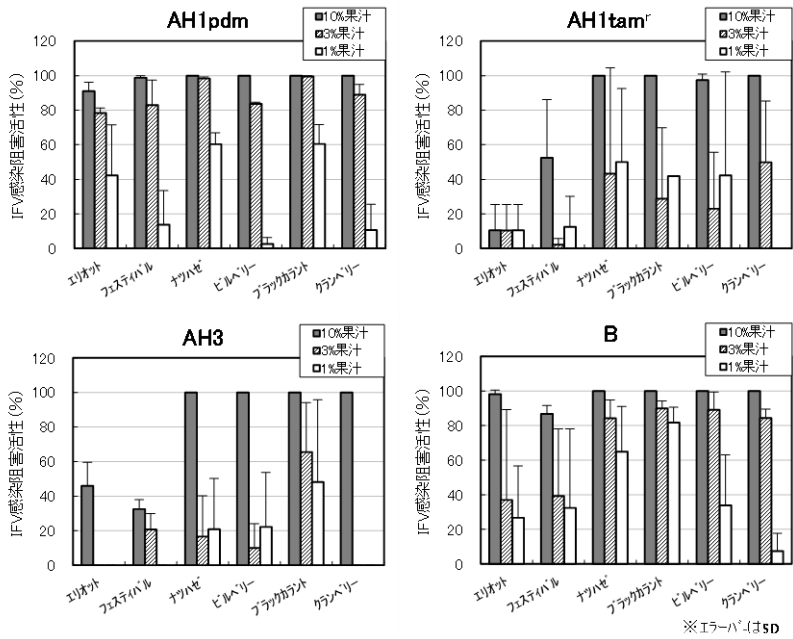 AH1pdm
10%果汁
3%果汁
1%果汁
IFV感染阻害活性(%)
120
100
80
60
40
20
0
エリオット
フェスティバル
ナツハゼ
ビルベリー
ブラックカラント
クランベリー
AH1tamʳ
10%果汁
3%果汁
1%果汁
IFV感染阻害活性(%)
120
100
80
60
40
20
0
エリオット
フェスティバル
ナツハゼ
ブラックカラント
ビルベリー
クランベリー
AH3
10%果汁
3%果汁
1%果汁
IFV感染阻害活性(%)
120
100
80
60
40
20
0
エリオット
フェスティバル
ナツハゼ
ビルベリー
ブラックカラント
クランベリー
B
10%果汁
3%果汁
1%果汁
IFV感染阻害活性(%)
120
100
80
60
40
20
0
エリオット
フェスティバル
ナツハゼ
ブラックカラント
ビルベリー
クランベリー
※エラーバーはSD